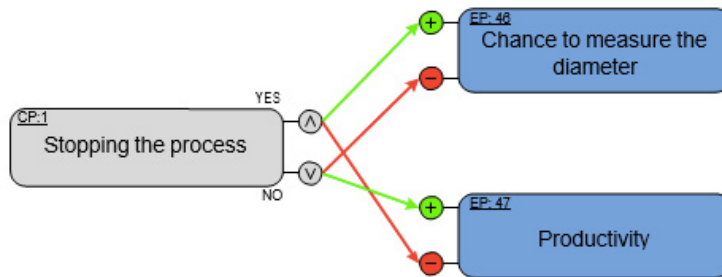 EP: 46
Chance to measure the
diameter
YES
CP:1
Stopping the process
NO
EP: 47
Productivity